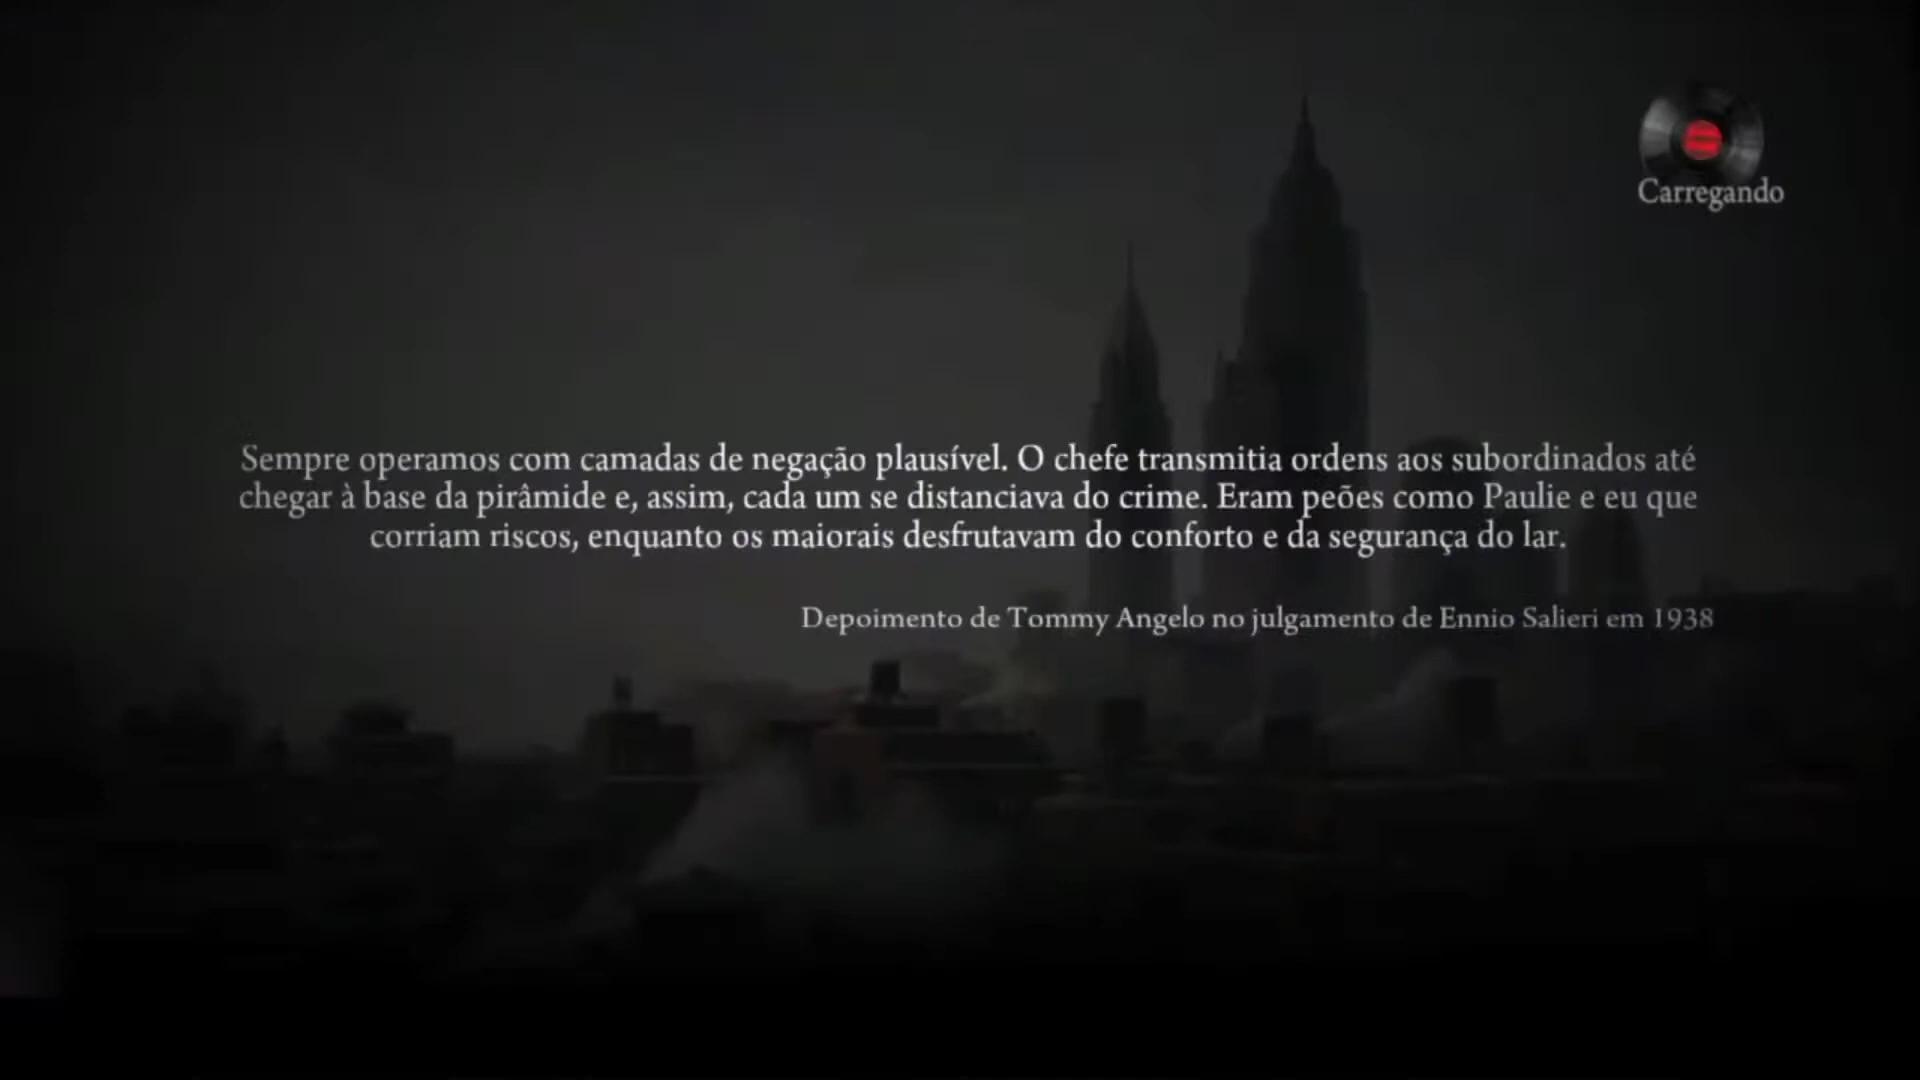 Carregando
Sempre operamos com camadas de negação plausível. O chefe transmitia ordens aos subordinados até
chegar à base da pirâmide e, assim, cada um se distanciava do crime. Eram peões como Paulie e eu que
corriam riscos, enquanto os maiorais desfrutavam do conforto e da segurança do lar.
Depoimento de Tommy Angelo no julgamento de Ennio Salieri em 1938